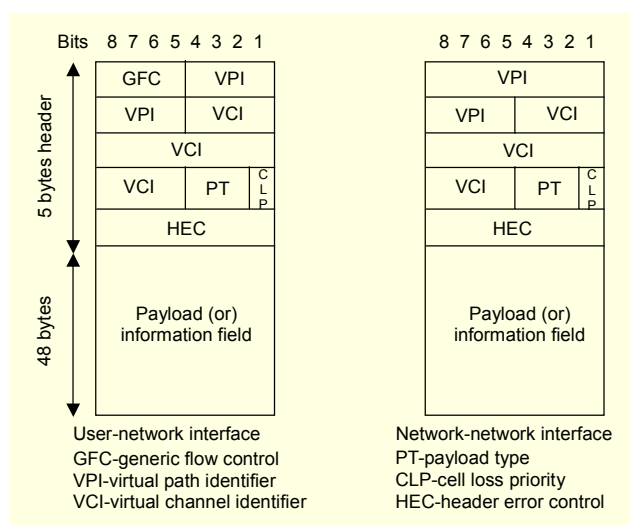 Bits 8 7 6 5 4 3 2 1
GFC VPI
VPI VCI
VCI
VCI PT CLP
HEC
5 bytes header
Payload (or)
information field
48 bytes
User-network interface
GFC-generic flow control
VPI-virtual path identifier
VCI-virtual channel identifier
8 7 6 5 4 3 2 1
VPI
VPI VCI
VCI
VCI PT CLP
HEC
Payload (or)
information field
Network-network interface
PT-payload type
CLP-cell loss priority
HEC-header error control